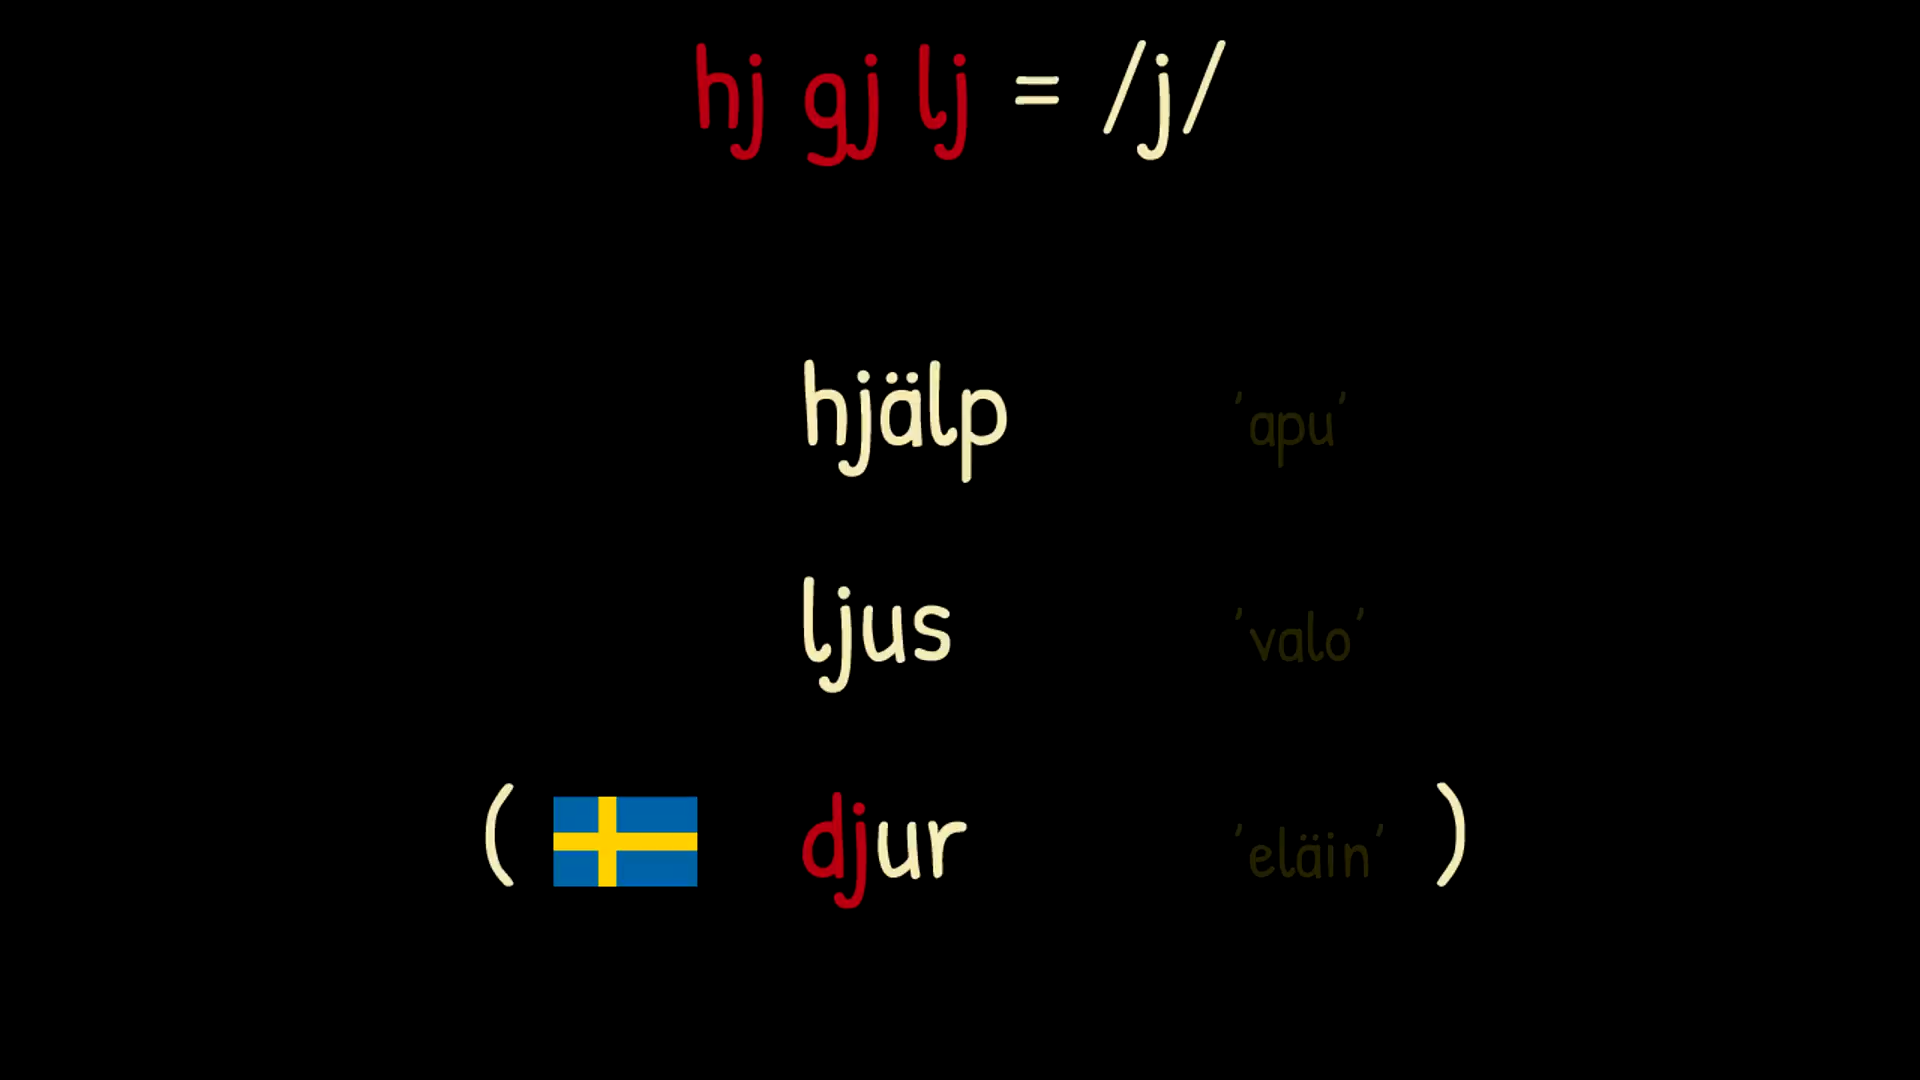 hj gj lj = /j/
hjälp 'apu'
ljus 'valo'
( djur 'eläin' )